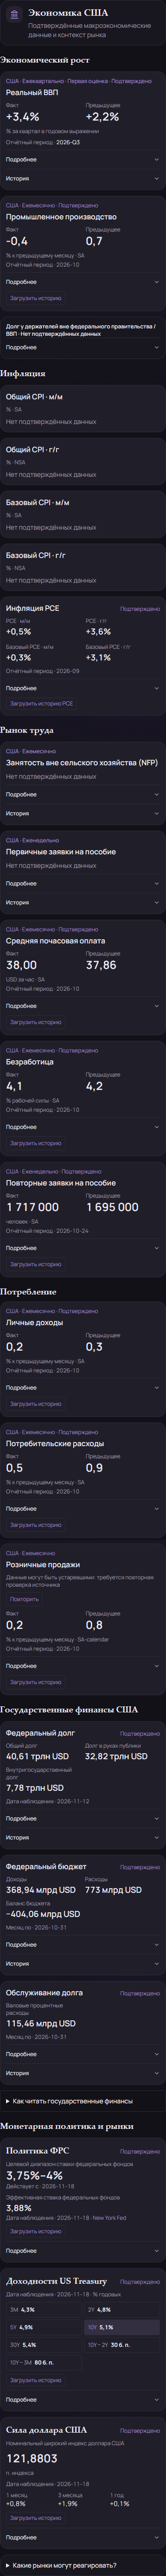 Экономика США
Подтверждённые макроэкономические
данные и контекст рынка
Экономический рост
США · Ежеквартально · Первая оценка · Подтверждено
Реальный ВВП
Факт
Предыдущее
+3,4%
+2,2%
% за квартал в годовом выражении
Отчётный период · 2026-Q3
Подробнее
История
США · Ежемесячно · Подтверждено
Промышленное производство
Факт
Предыдущее
-0,4
0,7
% к предыдущему месяцу · SA
Отчётный период · 2026-10
Подробнее
Загрузить историю
Долг у держателей вне федерального правительства /
ВВП · Нет подтверждённых данных
Подробнее
Инфляция
Общий CPI · м/м
% · SA
Нет подтверждённых данных
Общий CPI · г/г
% · NSA
Нет подтверждённых данных
Базовый CPI · м/м
% · SA
Нет подтверждённых данных
Базовый CPI · г/г
% · NSA
Нет подтверждённых данных
Инфляция PCE
Подтверждено
PCE · м/м
PCE · г/г
+0,5%
+3,6%
Базовый PCE · м/м
Базовый PCE · г/г
+0,3%
+3,1%
Отчётный период · 2026-09
Подробнее
Загрузить историю PCE
Рынок труда
США · Ежемесячно
Занятость вне сельского хозяйства (NFP)
Нет подтверждённых данных
Подробнее
История
США · Еженедельно
Первичные заявки на пособие
Нет подтверждённых данных
Подробнее
История
США · Ежемесячно · Подтверждено
Средняя почасовая оплата
Факт
Предыдущее
38,00
37,86
USD за час · SA
Отчётный период · 2026-10
Подробнее
Загрузить историю
США · Ежемесячно · Подтверждено
Безработица
Факт
Предыдущее
4,1
4,2
% рабочей силы · SA
Отчётный период · 2026-10
Подробнее
Загрузить историю
США · Еженедельно · Подтверждено
Повторные заявки на пособие
Факт
Предыдущее
1 717 000
1 695 000
человек · SA
Отчётный период · 2026-10-24
Подробнее
Загрузить историю
Потребление
США · Ежемесячно · Подтверждено
Личные доходы
Факт
Предыдущее
0,2
0,3
% к предыдущему месяцу · SA
Отчётный период · 2026-10
Подробнее
Загрузить историю
США · Ежемесячно · Подтверждено
Потребительские расходы
Факт
Предыдущее
0,5
0,9
% к предыдущему месяцу · SA
Отчётный период · 2026-10
Подробнее
Загрузить историю
США · Ежемесячно
Розничные продажи
Данные могут быть устаревшими: требуется повторная
проверка источника
Повторить
Факт
Предыдущее
0,2
0,8
% к предыдущему месяцу · SA-calendar
Отчётный период · 2026-10
Подробнее
Загрузить историю
Государственные финансы США
Федеральный долг
Подтверждено
Общий долг
Долг в руках публики
40,61 трлн USD
32,82 трлн USD
Внутригосударственный
долг
7,78 трлн USD
Дата наблюдения · 2026-11-12
Подробнее
История
Федеральный бюджет
Подтверждено
Доходы
Расходы
368,94 млрд USD
773 млрд USD
Баланс бюджета
−404,06 млрд USD
Месяц по · 2026-10-31
Подробнее
История
Обслуживание долга
Подтверждено
Валовые процентные
расходы
115,46 млрд USD
Месяц по · 2026-10-31
Подробнее
История
▶ Как читать государственные финансы
Монетарная политика и рынки
Политика ФРС
Подтверждено
Целевой диапазон ставки федеральных фондов
3,75%–4%
Действует с · 2026-11-18
Эффективная ставка федеральных фондов
3,88%
Дата наблюдения · 2026-11-18 · New York Fed
Загрузить историю
Подробнее
Доходности US Treasury
Подтверждено
Дата наблюдения · 2026-11-18 · % годовых
3M 4,3%
2Y 4,8%
5Y 4,9%
10Y 5,1%
30Y 5,4%
10Y−2Y 30 б. п.
10Y−3M 80 б. п.
Загрузить историю
Подробнее
Сила доллара США
Подтверждено
Номинальный широкий индекс доллара США
121,8803
п. индекса
Дата наблюдения · 2026-11-18
1 месяц
3 месяца
1 год
+0,8%
+1,9%
+0,1%
Загрузить историю
Подробнее
▶ Какие рынки могут реагировать?